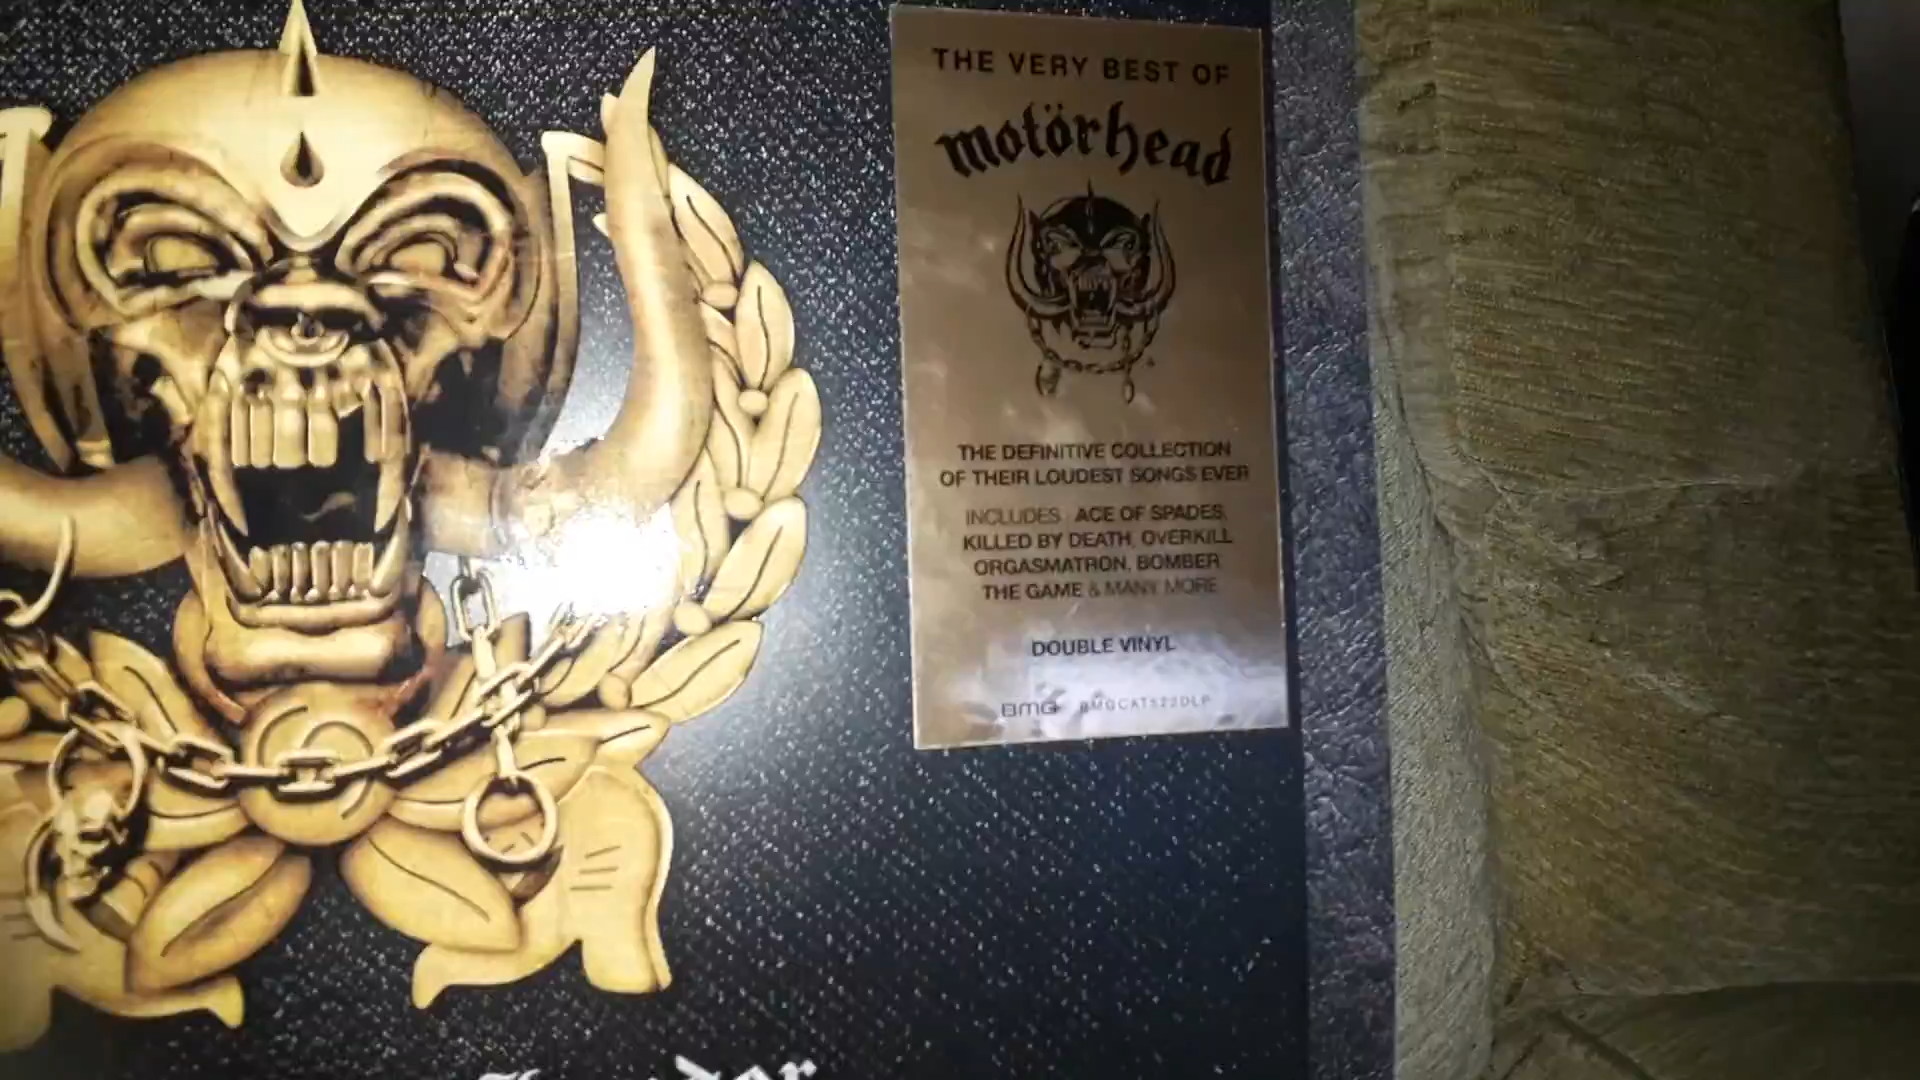 THE VERY BEST OF
motörhead
THE DEFINITIVE COLLECTION
OF THEIR LOUDEST SONGS EVER
INCLUDES ACE OF SPADES,
KILLED BY DEATH, OVERKILL
ORGASMATRON, BOMBER
THE GAME & MANY MORE
DOUBLE VINYL
BMG BMGCAT522DLP